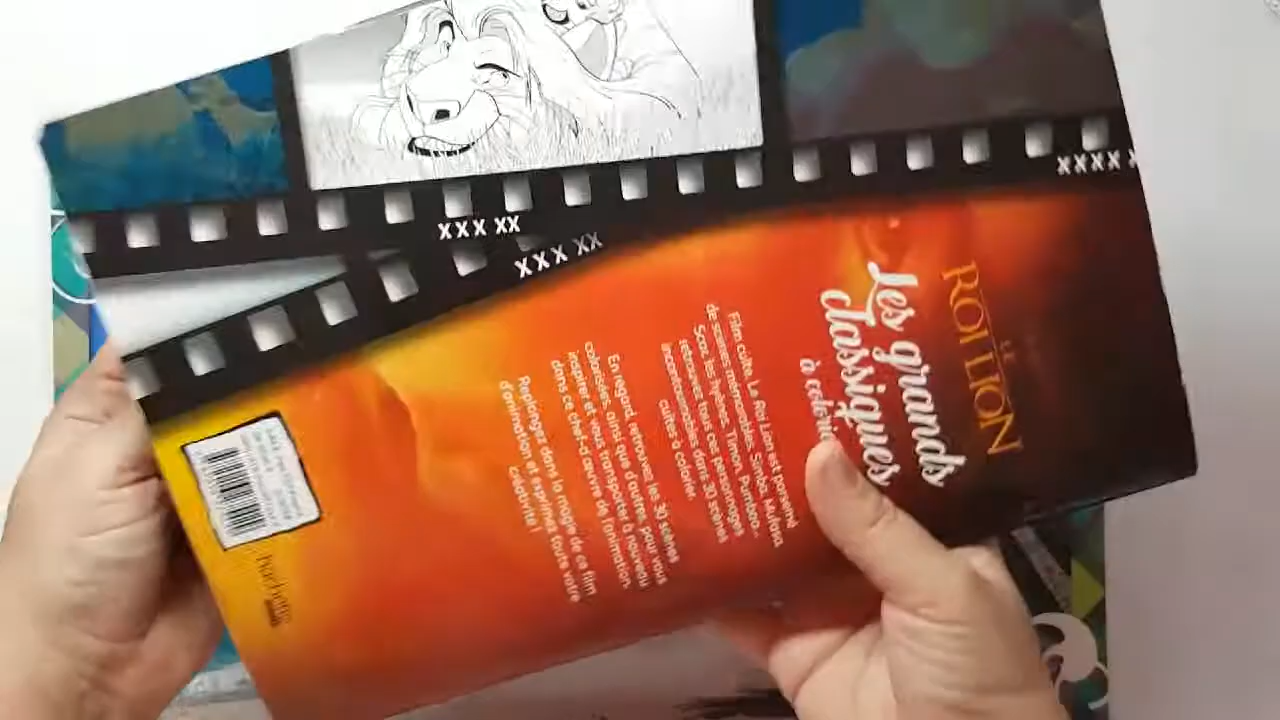 LE
ROI LION
Les grands
classiques
à colorier
Film culte, Le Roi Lion est parsemé
de scènes mémorables. Simba, Mufasa,
Scar, les hyènes, Timon, Pumbaa...
retrouvez tous ces personnages
incontournables dans 30 scènes
cultes à colorier.
En regard, retrouvez les 30 scènes
colorisées, ainsi que d'autres, pour vous
inspirer et vous transporter à nouveau
dans ce chef-d'œuvre de l'animation.
Replongez dans la magie de ce film
d'animation et exprimez toute votre
créativité !
hachette
XXX XX
XXX XX
XXXX X